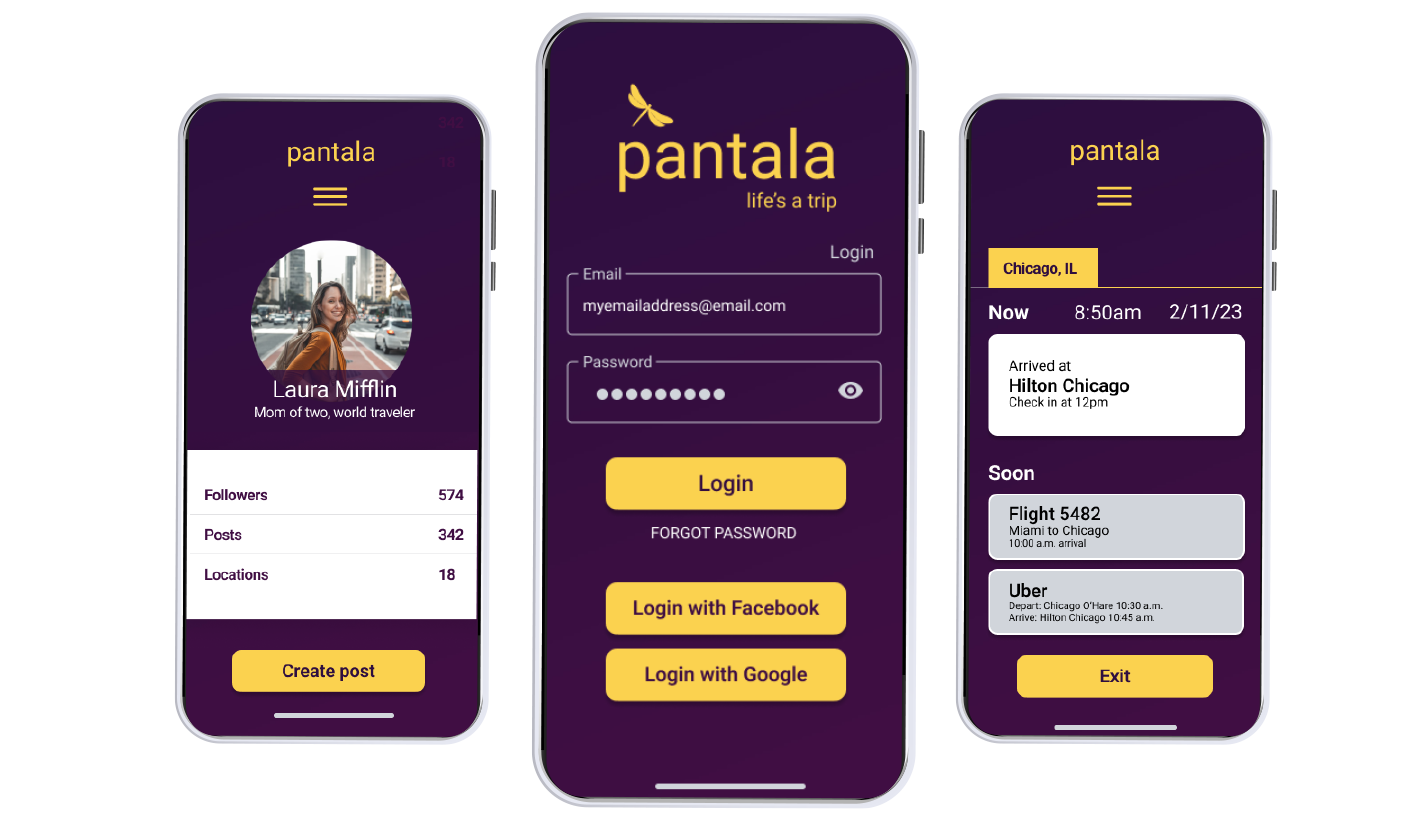 pantala
Laura Mifflin
Mom of two, world traveler
Followers 574
Posts 342
Locations 18
Create post
pantala
life's a trip
Login
Email
myemailaddress@email.com
Password
Login
FORGOT PASSWORD
Login with Facebook
Login with Google
pantala
Chicago, IL
Now 8:50am 2/11/23
Arrived at
Hilton Chicago
Check in at 12pm
Soon
Flight 5482
Miami to Chicago
10:00 a.m. arrival
Uber
Depart: Chicago O'Hare 10:30 a.m.
Arrive: Hilton Chicago 10:45 a.m.
Exit